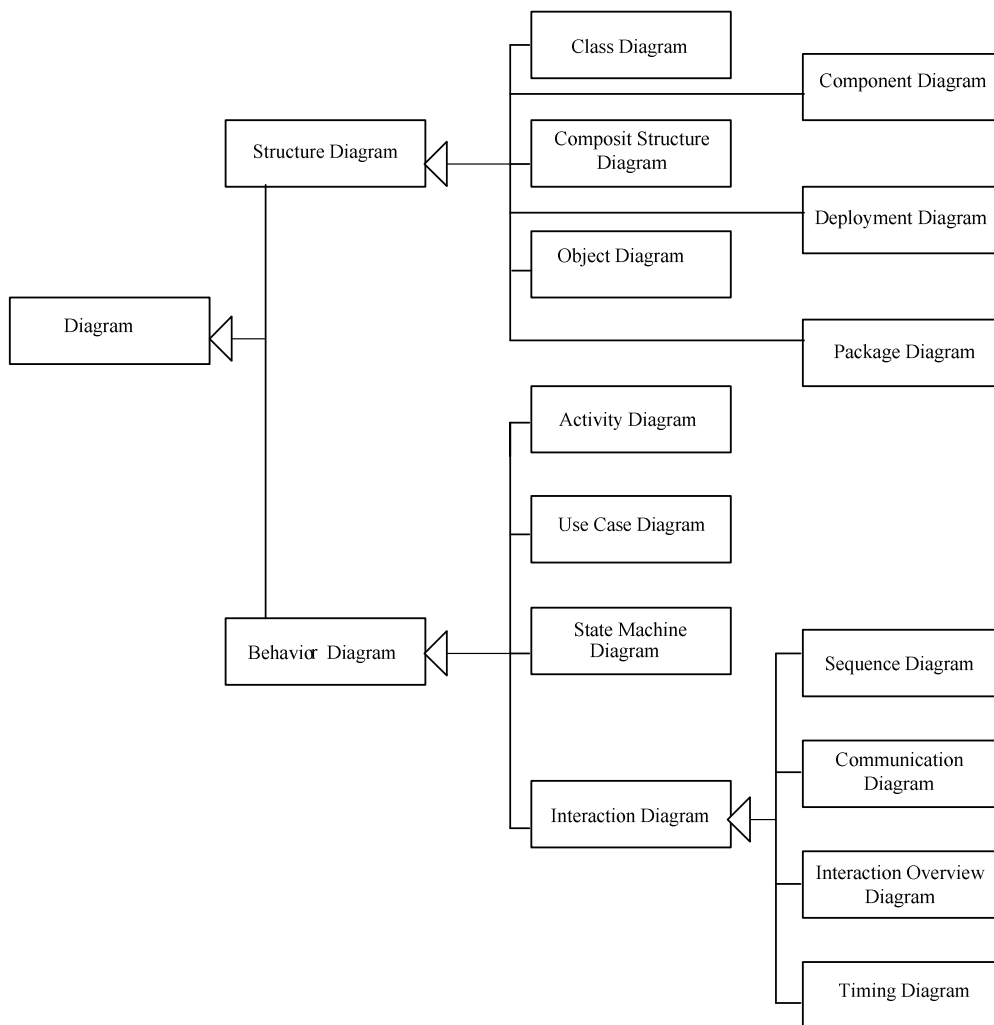 Class Diagram
Component Diagram
Structure Diagram
Composit Structure
Diagram
Deployment Diagram
Object Diagram
Diagram
Package Diagram
Activity Diagram
Use Case Diagram
State Machine
Diagram
Behavior Diagram
Sequence Diagram
Communication
Diagram
Interaction Diagram
Interaction Overview
Diagram
Timing Diagram